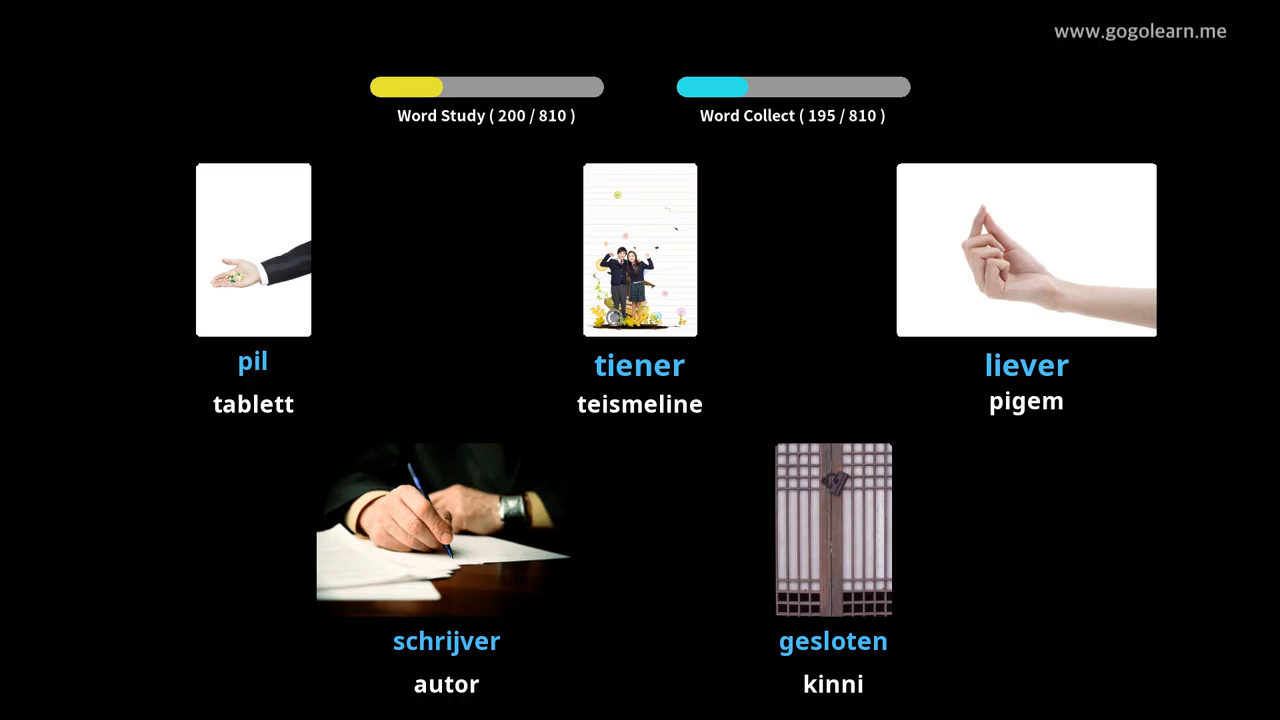 www.gogolearn.me
Word Study ( 200 / 810 )
Word Collect ( 195 / 810 )
pil
tablett
tiener
teismeline
liever
pigem
schrijver
autor
gesloten
kinni